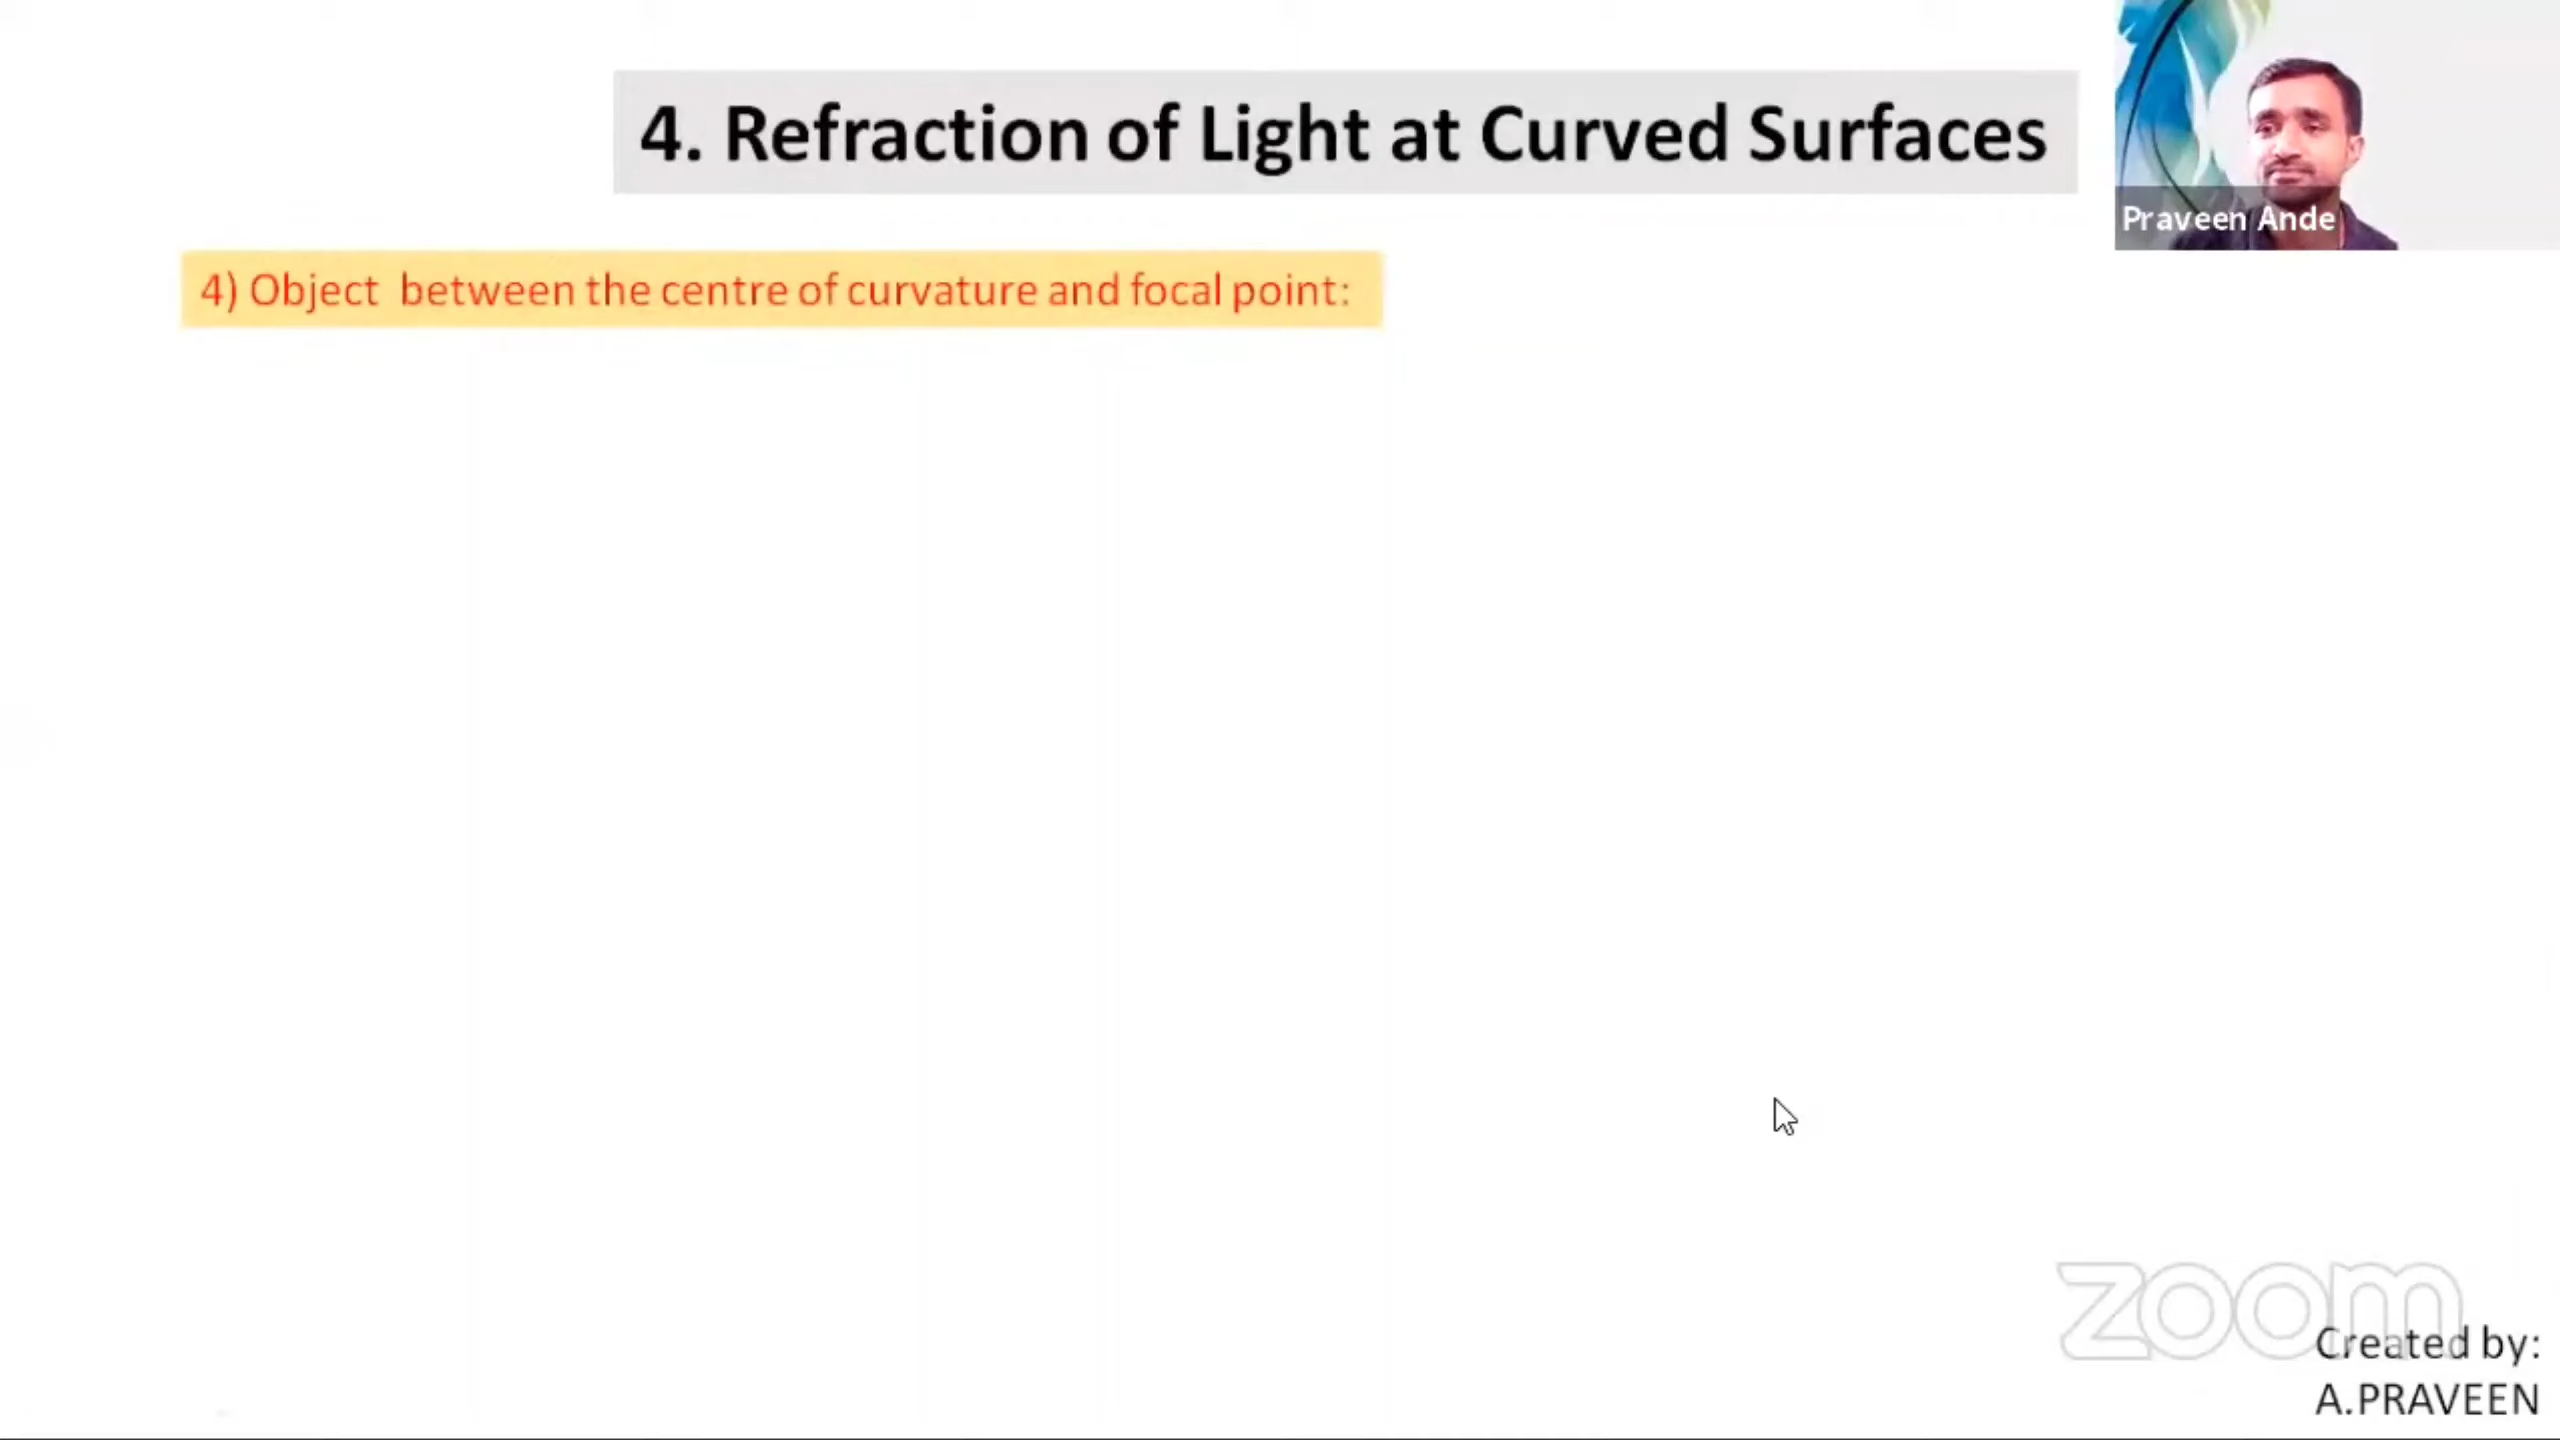 4. Refraction of Light at Curved Surfaces
Praveen Ande
4) Object between the centre of curvature and focal point:
zoom
Created by:
A.PRAVEEN